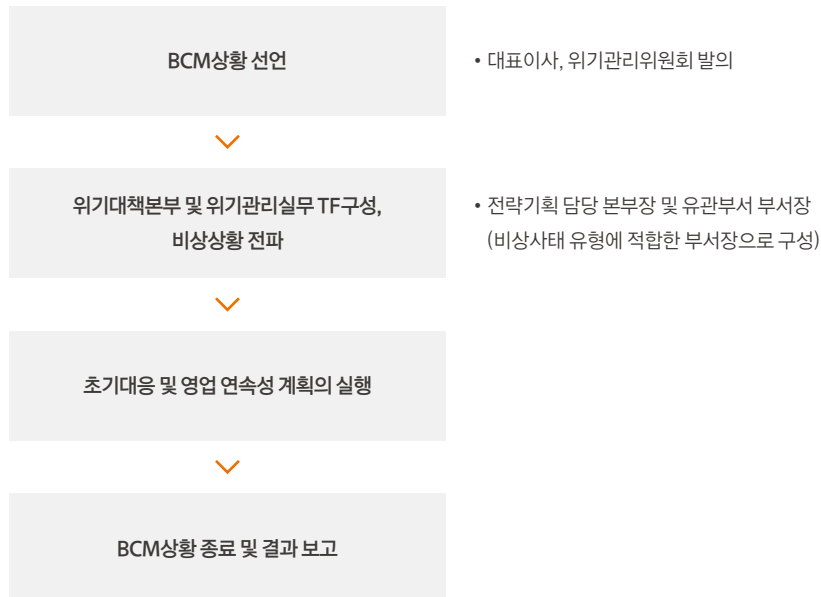 BCM상황 선언
• 대표이사, 위기관리위원회 발의
위기대책본부 및 위기관리실무 TF구성,
비상상황 전파
• 전략기획 담당 본부장 및 유관부서 부서장
(비상사태 유형에 적합한 부서장으로 구성)
초기대응 및 영업 연속성 계획의 실행
BCM상황 종료 및 결과 보고